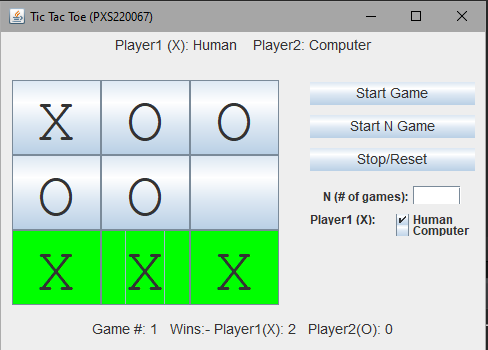 Tic Tac Toe (PXS220067)
Player1 (X): Human    Player2: Computer
X O O
O O
X X X
Start Game
Start N Game
Stop/Reset
N (# of games):
Player1 (X):
Human
Computer
Game #: 1   Wins:- Player1(X): 2   Player2(O): 0